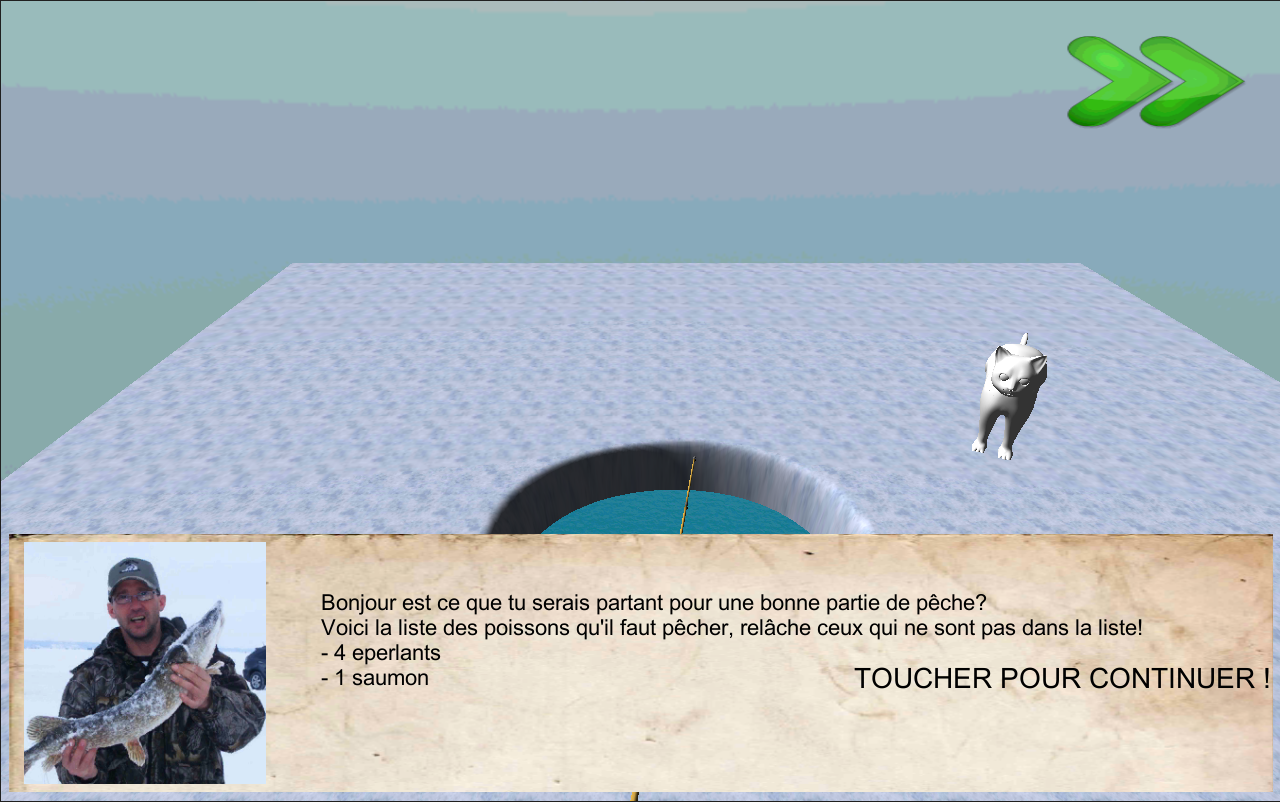 Bonjour est ce que tu serais partant pour une bonne partie de pêche?
Voici la liste des poissons qu'il faut pêcher, relâche ceux qui ne sont pas dans la liste!
- 4 eperlants
- 1 saumon
TOUCHER POUR CONTINUER !